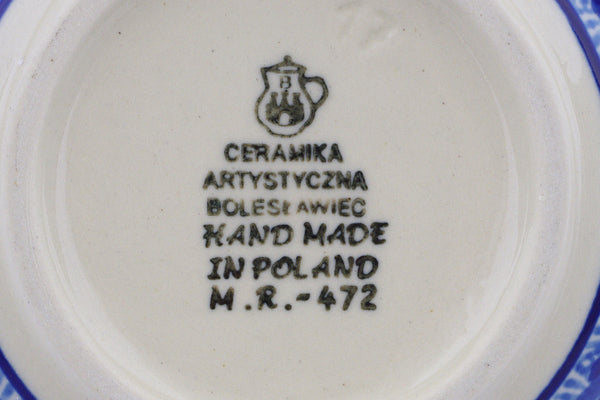 B
CERAMIKA
ARTYSTYCZNA
BOLESŁAWIEC
HAND MADE
IN POLAND
M.R.-472